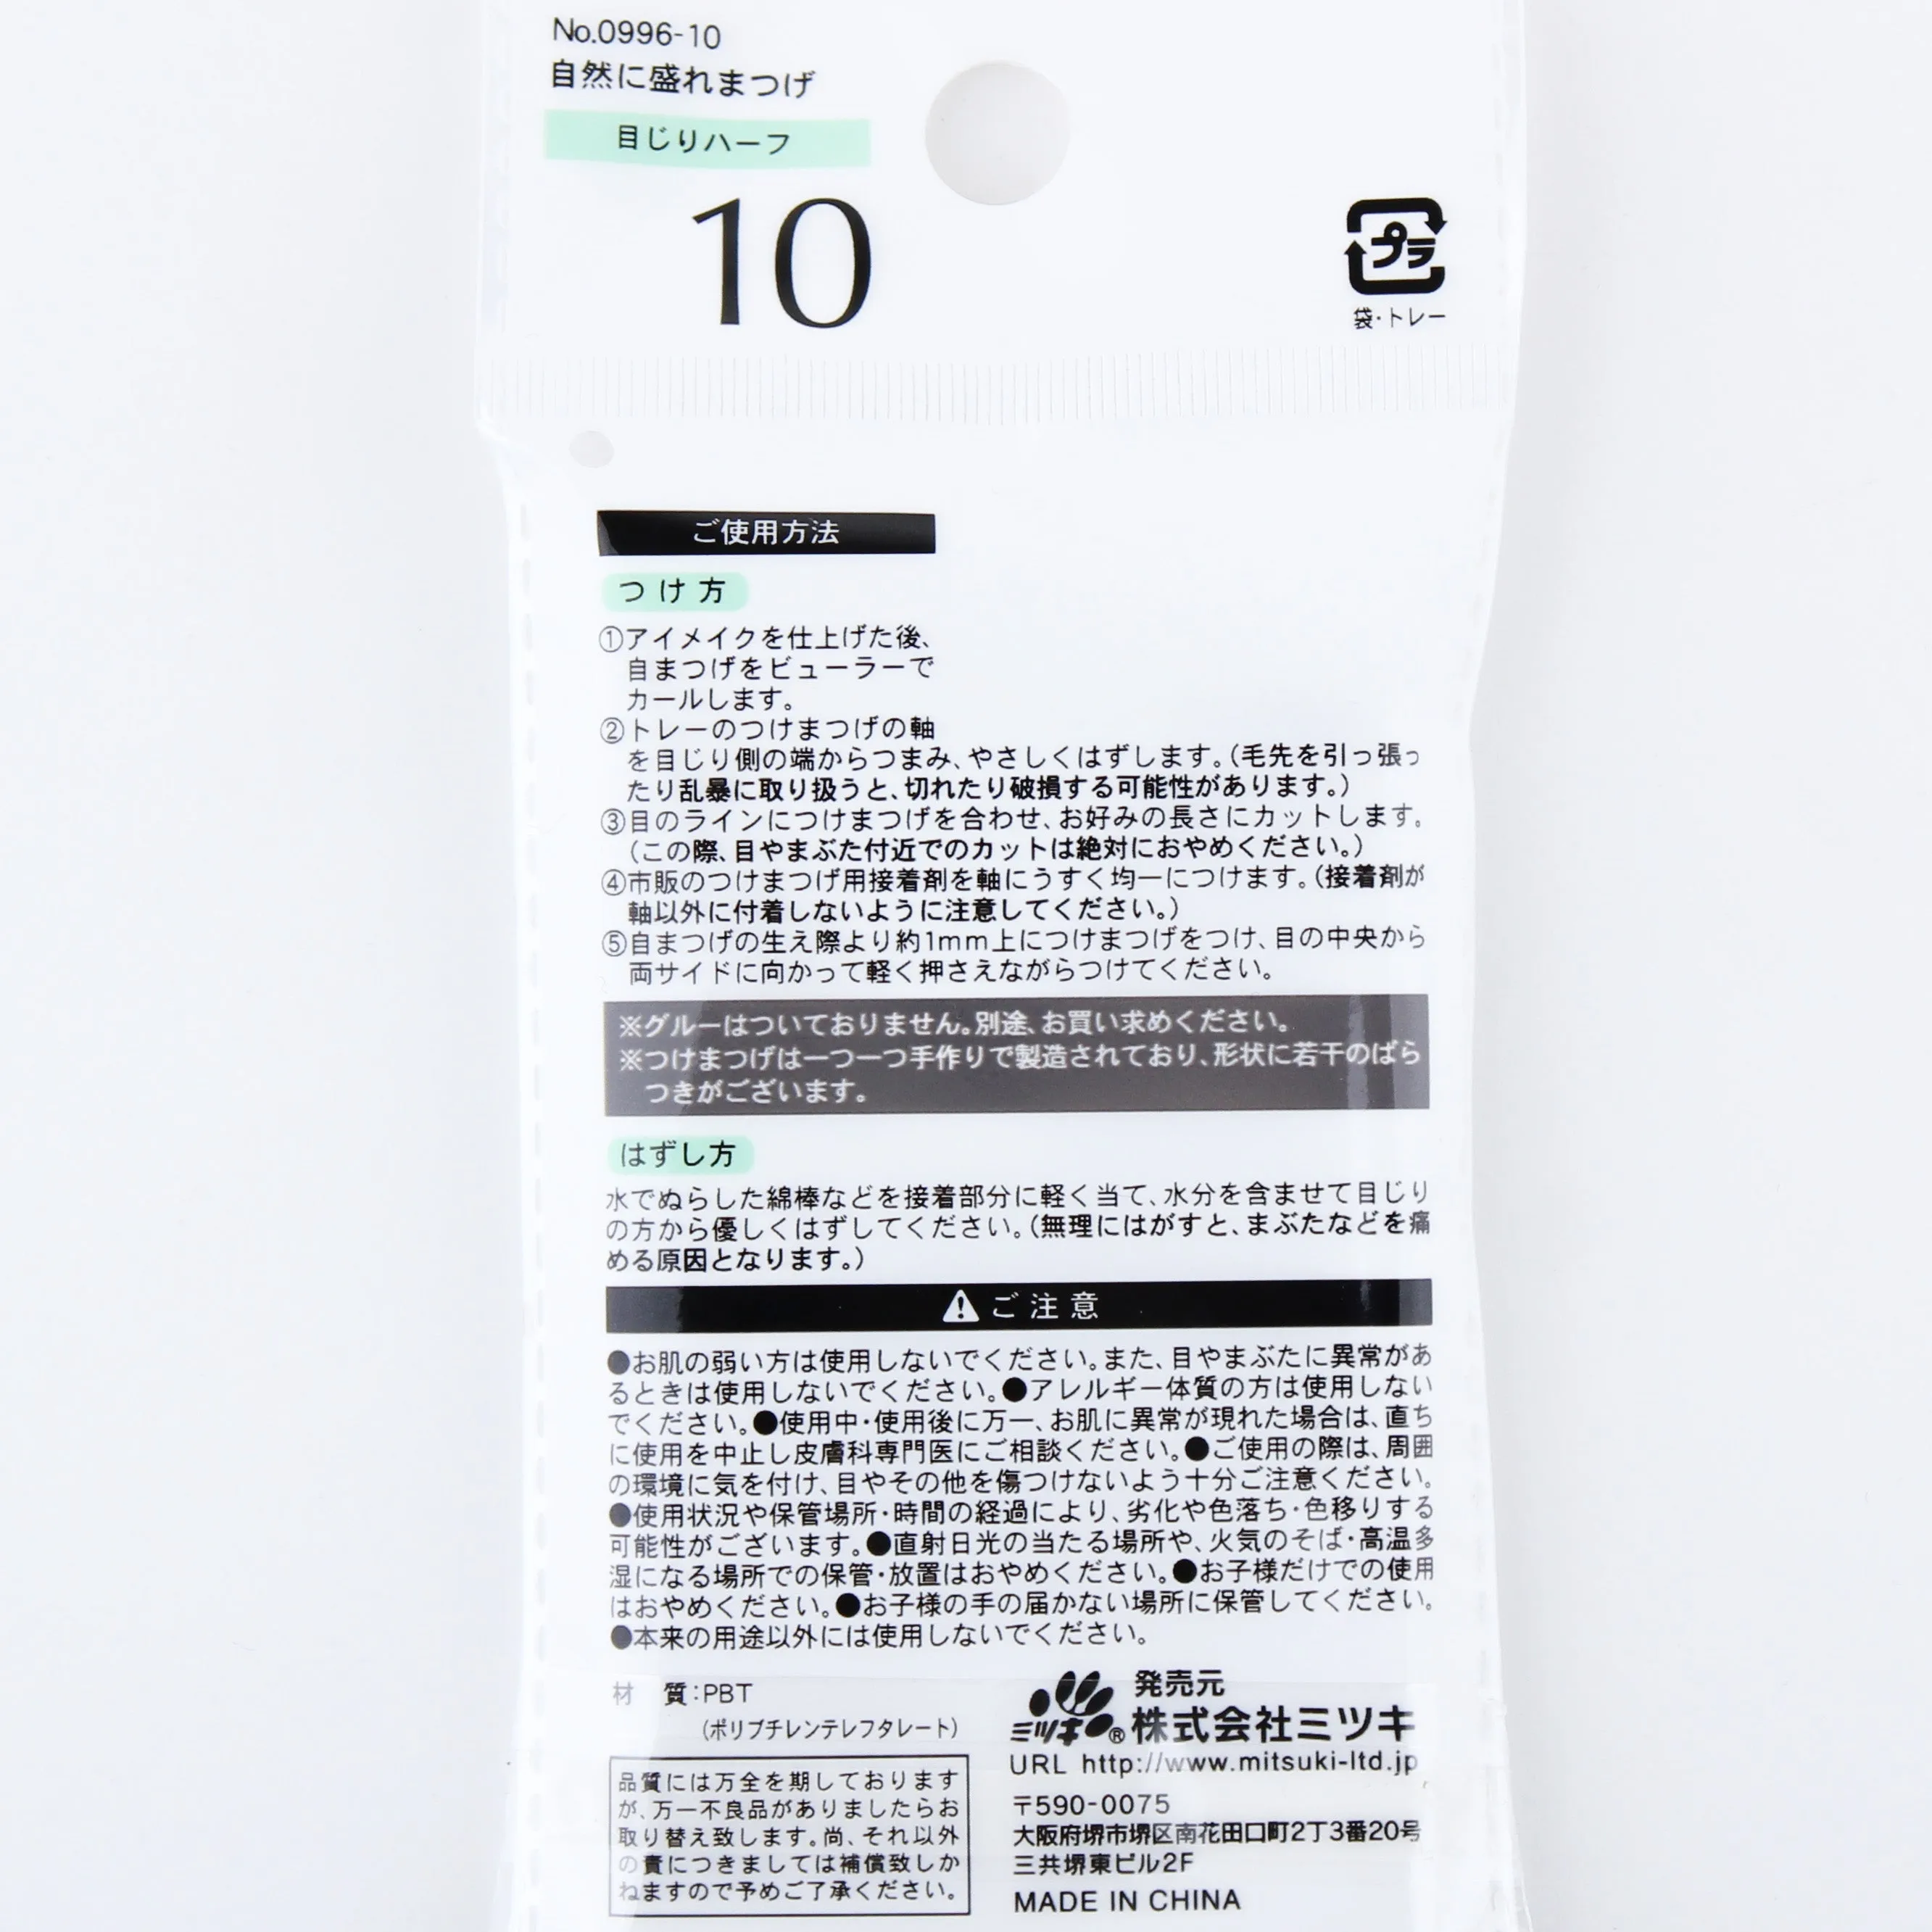 No.0996-10
自然に盛れまつげ
目じりハーフ
10
プラ
袋・トレー
ご使用方法
つけ方
①アイメイクを仕上げた後、
自まつげをビューラーで
カールします。
②トレーのつけまつげの軸
を目じり側の端からつまみ、やさしくはずします。(毛先を引っ張っ
たり乱暴に取り扱うと、切れたり破損する可能性があります。)
③目のラインにつけまつげを合わせ、お好みの長さにカットします。
(この際、目やまぶた付近でのカットは絶対におやめください。)
④市販のつけまつげ用接着剤を軸にうすく均一につけます。(接着剤が
軸以外に付着しないように注意してください。)
⑤自まつげの生え際より約1mm上につけまつげをつけ、目の中央から
両サイドに向かって軽く押さえながらつけてください。
※グルーはついておりません。別途、お買い求めください。
※つけまつげは一つ一つ手作りで製造されており、形状に若干のばら
つきがございます。
はずし方
水でぬらした綿棒などを接着部分に軽く当て、水分を含ませて目じり
の方から優しくはずしてください。(無理にはがすと、まぶたなどを痛
める原因となります。)
⚠ご注意
●お肌の弱い方は使用しないでください。また、目やまぶたに異常があ
るときは使用しないでください。●アレルギー体質の方は使用しない
でください。●使用中・使用後に万一、お肌に異常が現れた場合は、直ち
に使用を中止し皮膚科専門医にご相談ください。●ご使用の際は、周囲
の環境に気を付け、目やその他を傷つけないよう十分ご注意ください。
●使用状況や保管場所・時間の経過により、劣化や色落ち・色移りする
可能性がございます。●直射日光の当たる場所や、火気のそば・高温多
湿になる場所での保管・放置はおやめください。●お子様だけでの使用
はおやめください。●お子様の手の届かない場所に保管してください。
●本来の用途以外には使用しないでください。
材 質:PBT
(ポリブチレンテレフタレート)
品質には万全を期しております
が、万一不良品がありましたらお
取り替え致します。尚、それ以外
の責につきましては補償致しか
ねますので予めご了承ください。
発売元
ミツキ® 株式会社ミツキ
URL http://www.mitsuki-ltd.jp
〒590-0075
大阪府堺市堺区南花田口町2丁3番20号
三共堺東ビル2F
MADE IN CHINA